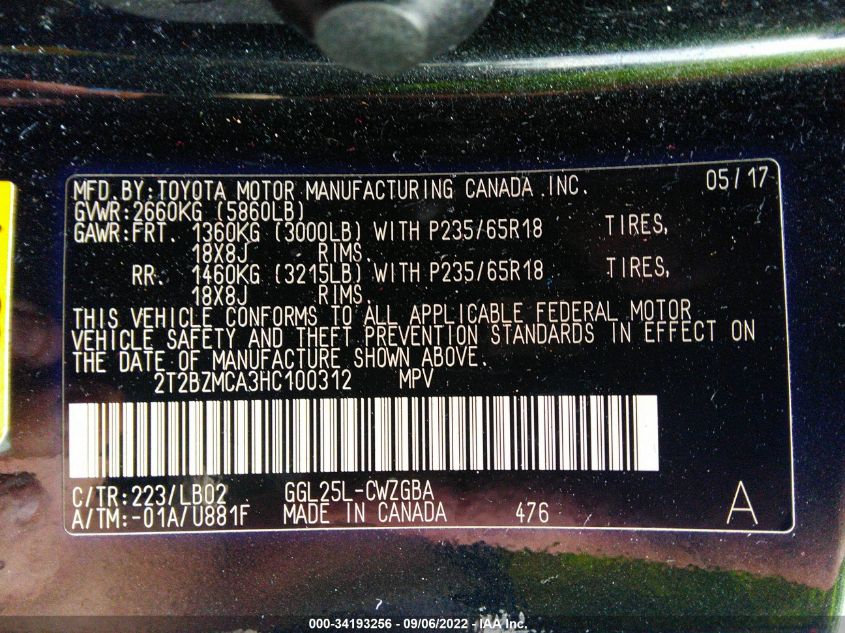 MFD.BY:TOYOTA MOTOR MANUFACTURING CANADA INC. 05/17
GVWR:2660KG (5860LB)
GAWR:FRT. 1360KG (3000LB) WITH P235/65R18 TIRES,
18X8J RIMS.
RR. 1460KG (3215LB) WITH P235/65R18 TIRES,
18X8J RIMS.
THIS VEHICLE CONFORMS TO ALL APPLICABLE FEDERAL MOTOR
VEHICLE SAFETY AND THEFT PREVENTION STANDARDS IN EFFECT ON
THE DATE OF MANUFACTURE SHOWN ABOVE.
2T2BZMCA3HC100312 MPV
C/TR:223/LB02 GGL25L-CWZGBA
A/TM:-01A/U881F MADE IN CANADA 476 A
000-34193256 - 09/06/2022 - IAA Inc.